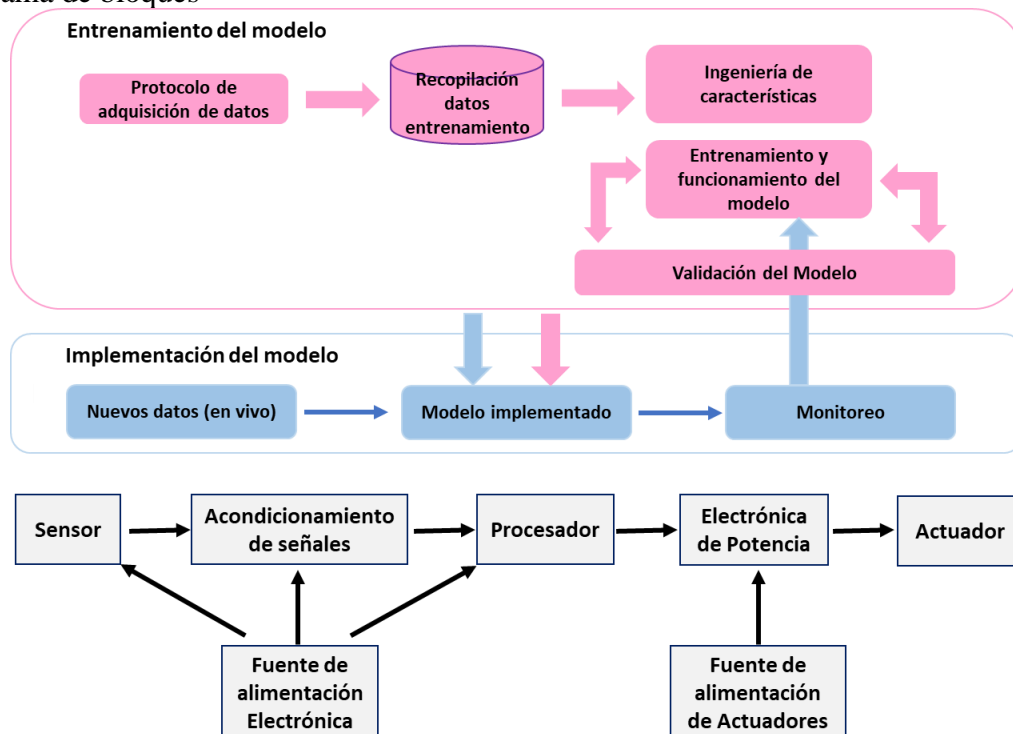 de bloques
Entrenamiento del modelo
Protocolo de
adquisición de datos
Recopilación
datos
entrenamiento
Ingeniería de
características
Entrenamiento y
funcionamiento del
modelo
Validación del Modelo
Implementación del modelo
Nuevos datos (en vivo)
Modelo implementado
Monitoreo
Sensor
Acondicionamiento
de señales
Procesador
Electrónica
de Potencia
Actuador
Fuente de
alimentación
Electrónica
Fuente de
alimentación
de Actuadores